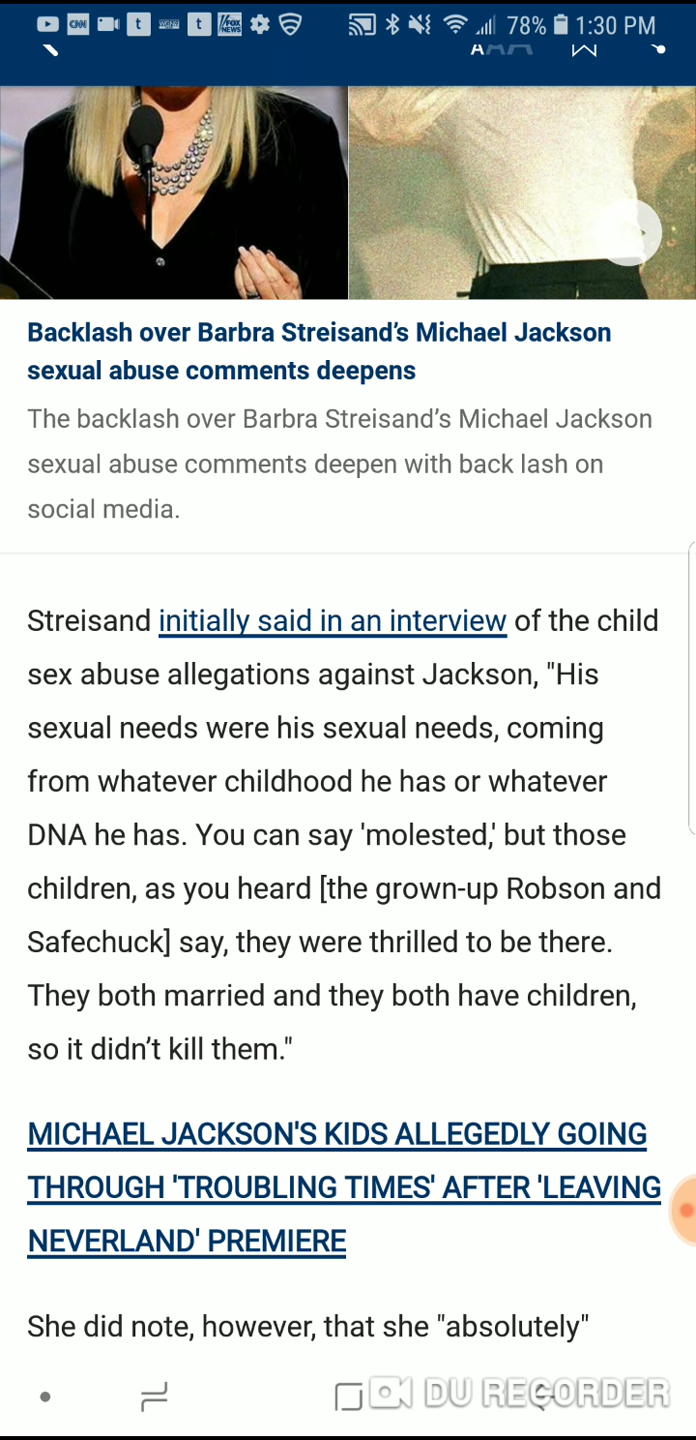 CNN t WGN9 t FOX NEWS 78% 1:30 PM
A A A
Backlash over Barbra Streisand’s Michael Jackson
sexual abuse comments deepens
The backlash over Barbra Streisand’s Michael Jackson
sexual abuse comments deepen with back lash on
social media.
Streisand initially said in an interview of the child
sex abuse allegations against Jackson, "His
sexual needs were his sexual needs, coming
from whatever childhood he has or whatever
DNA he has. You can say 'molested,' but those
children, as you heard [the grown-up Robson and
Safechuck] say, they were thrilled to be there.
They both married and they both have children,
so it didn’t kill them."
MICHAEL JACKSON'S KIDS ALLEGEDLY GOING
THROUGH 'TROUBLING TIMES' AFTER 'LEAVING
NEVERLAND' PREMIERE
She did note, however, that she "absolutely"
DU RECORDER